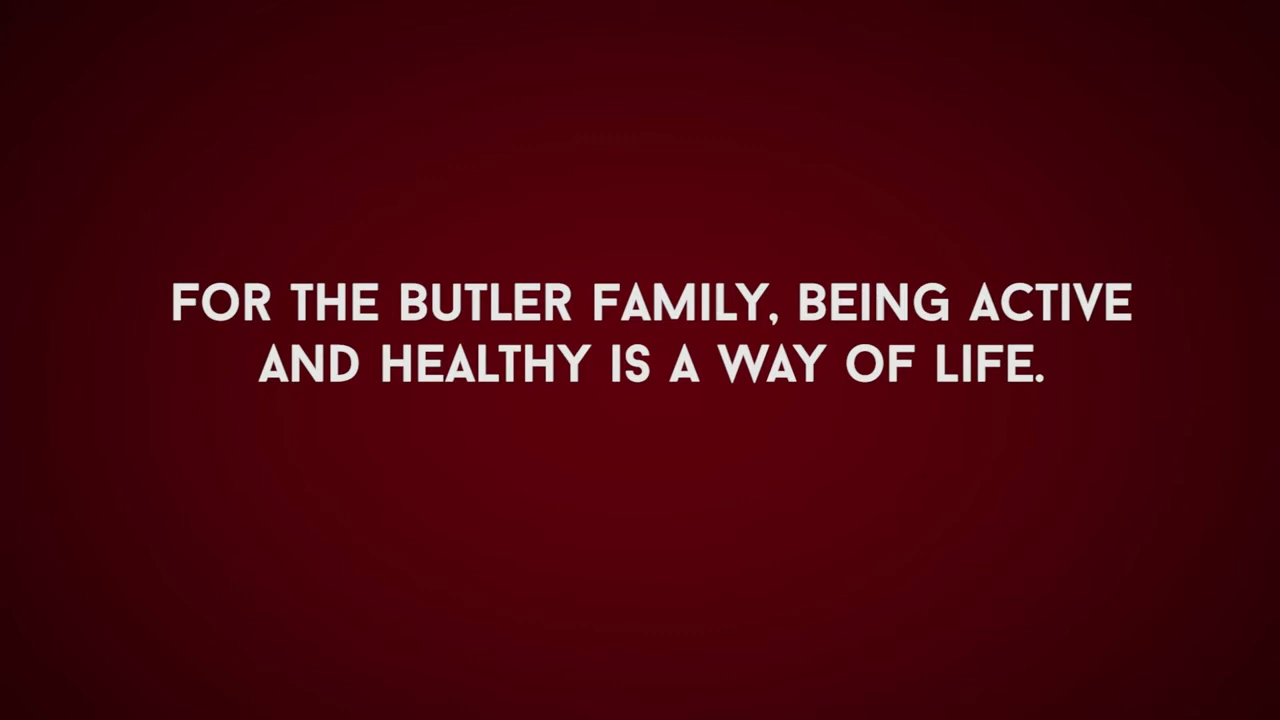 FOR THE BUTLER FAMILY, BEING ACTIVE
AND HEALTHY IS A WAY OF LIFE.